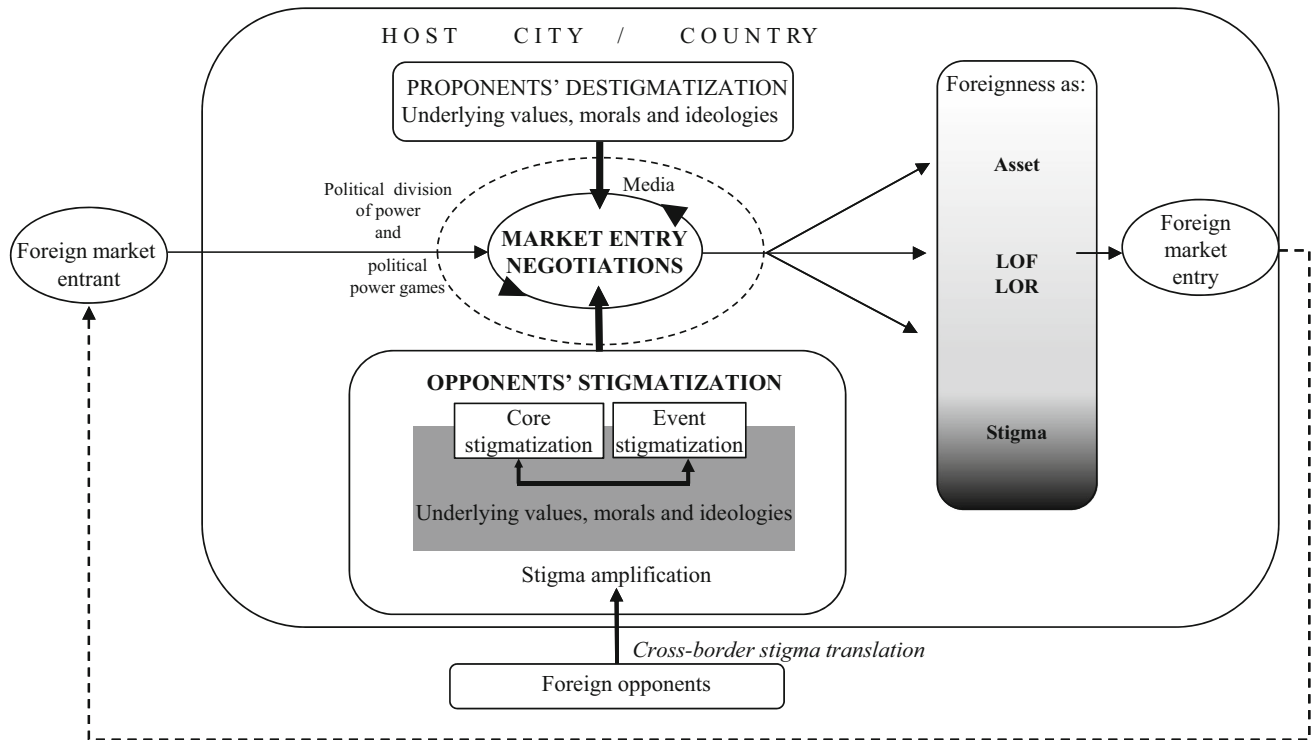 HOST CITY / COUNTRY
PROPONENTS' DESTIGMATIZATION
Underlying values, morals and ideologies
Foreignness as:
Political division
of power
and
political
power games
Media
Asset
Foreign market
entrant
MARKET ENTRY
NEGOTIATIONS
LOF
LOR
Foreign
market
entry
OPPONENTS' STIGMATIZATION
Core
stigmatization
Event
stigmatization
Stigma
Underlying values, morals and ideologies
Stigma amplification
Cross-border stigma translation
Foreign opponents